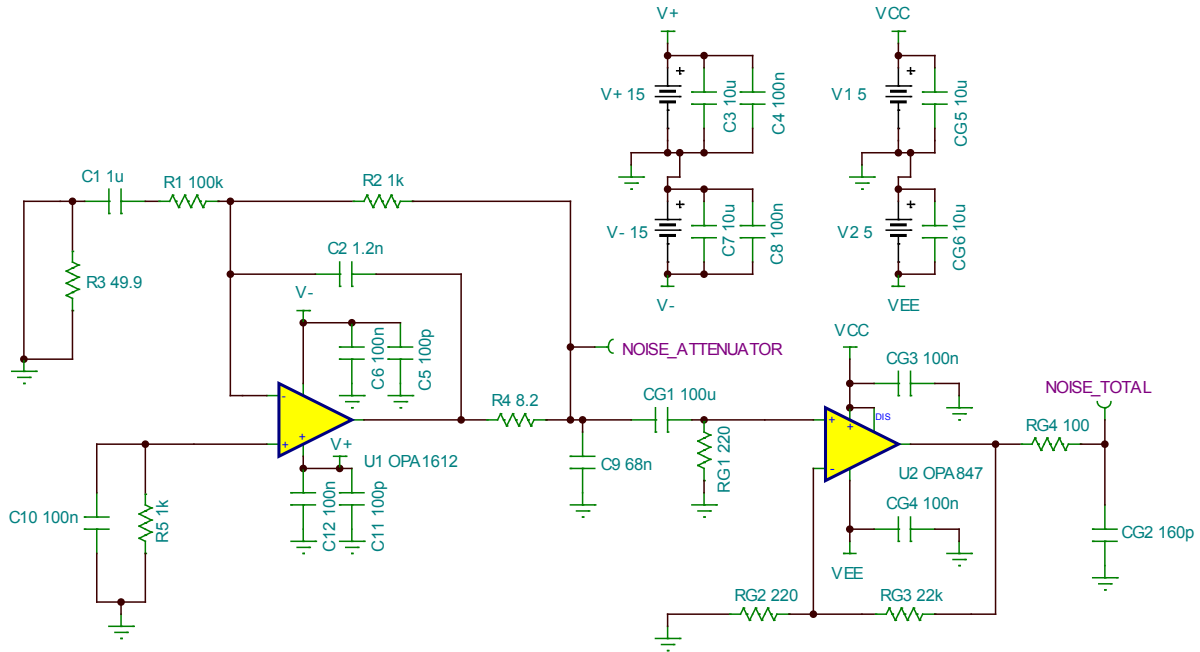 V+
VCC
V+ 15
+
C3 10u
C4 100n
V1 5
+
CG5 10u
C1 1u
R1 100k
R2 1k
V- 15
+
C7 10u
C8 100n
V2 5
+
CG6 10u
R3 49.9
C2 1.2n
V-
V-
VEE
C6 100n
C5 100p
NOISE_ATTENUATOR
VCC
CG3 100n
NOISE_TOTAL
R4 8.2
CG1 100u
DIS
RG4 100
-
+
+
V+
U1 OPA1612
C9 68n
RG1 220
+
+
-
U2 OPA847
C10 100n
R5 1k
C12 100n
C11 100p
CG4 100n
CG2 160p
VEE
RG2 220
RG3 22k